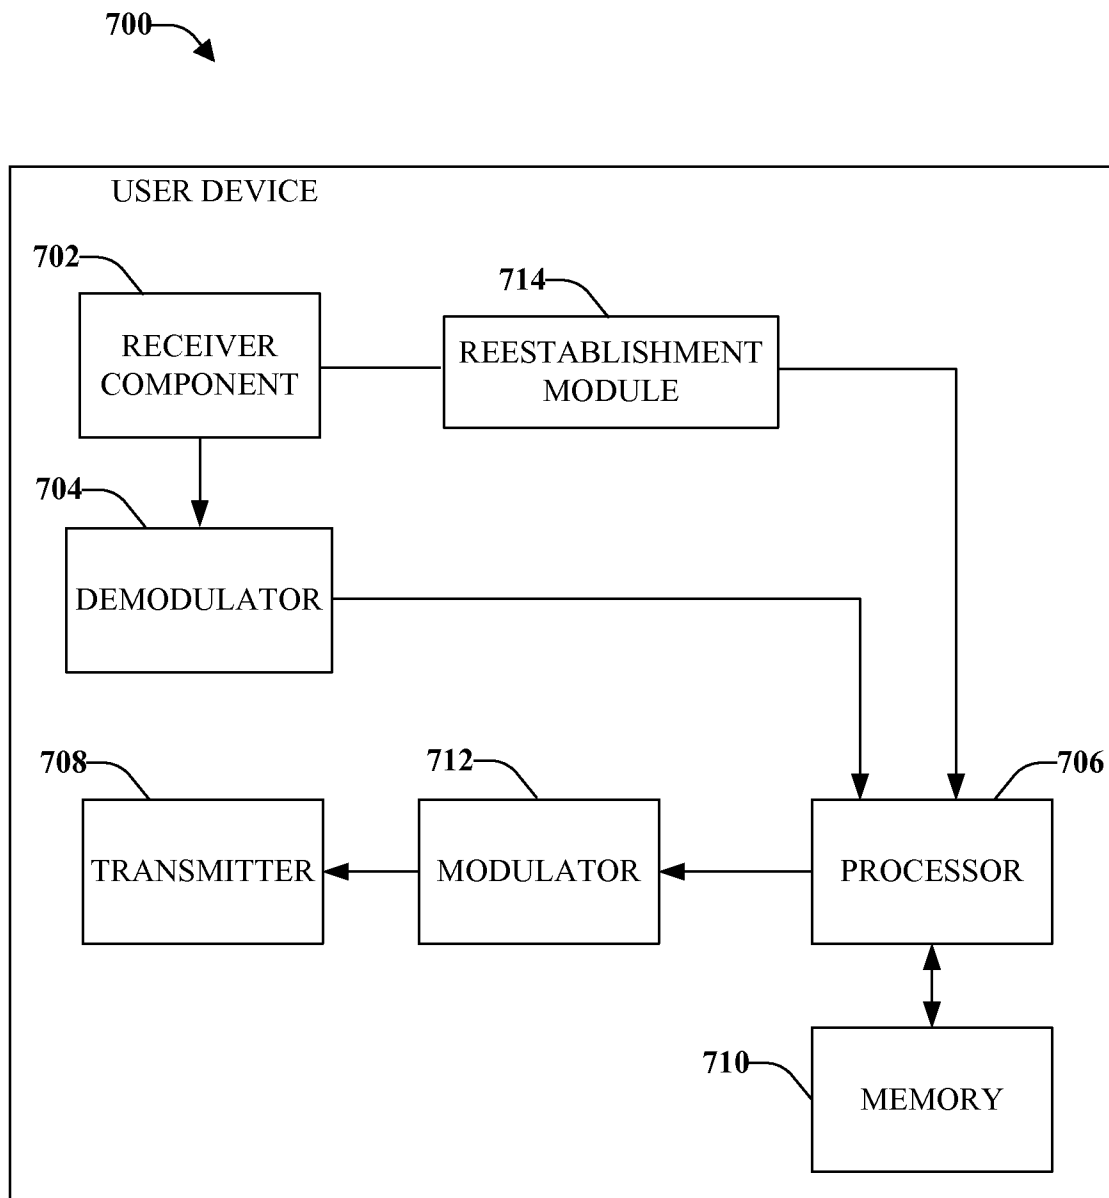 700
USER DEVICE
702
714
RECEIVER
COMPONENT
REESTABLISHMENT
MODULE
704
DEMODULATOR
708
712
706
TRANSMITTER
MODULATOR
PROCESSOR
710
MEMORY